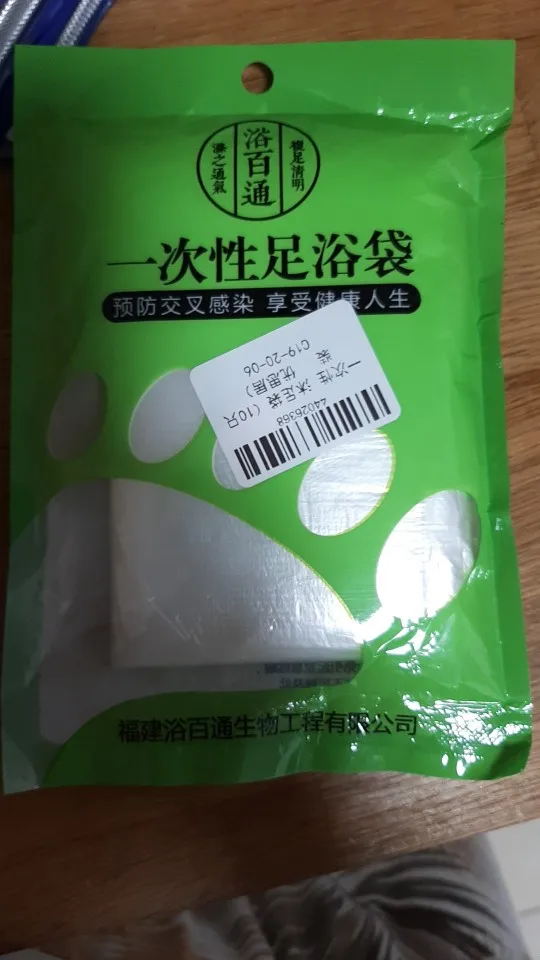 浴百通
濂之通氣
複足清明
一次性足浴袋
预防交叉感染 享受健康人生
44026368
一次性 沐足袋（10只
装 优思居）
C19-20-06
福建浴百通生物工程有限公司